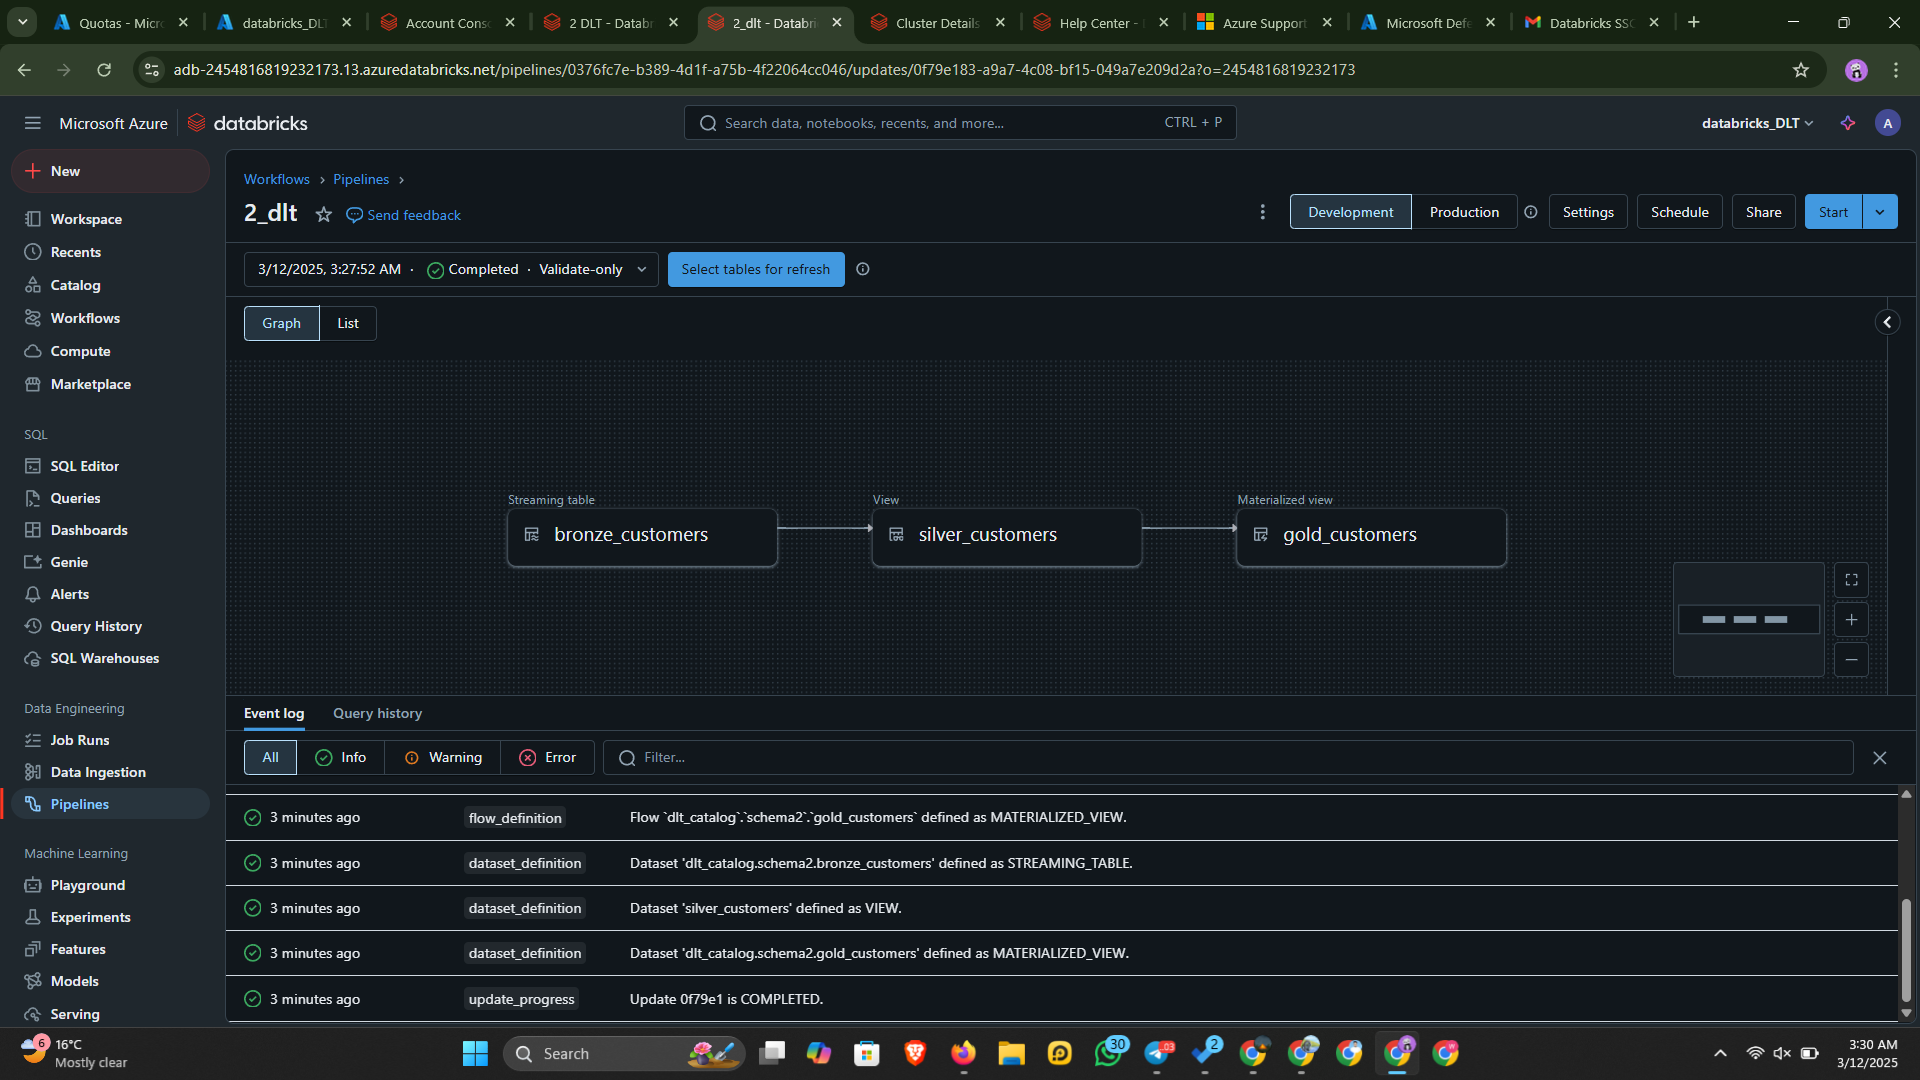 Quotas - Micr
databricks_DLT
Account Cons
2 DLT - Databr
2_dlt - Databri
Cluster Details
Help Center -
Azure Support
Microsoft Defe
Databricks SSO
adb-2454816819232173.13.azuredatabricks.net/pipelines/0376fc7e-b389-4d1f-a75b-4f22064cc046/updates/0f79e183-a9a7-4c08-bf15-049a7e209d2a?o=2454816819232173
Microsoft Azure
databricks
Search data, notebooks, recents, and more...
CTRL + P
databricks_DLT
A
New
Workspace
Recents
Catalog
Workflows
Compute
Marketplace
SQL
SQL Editor
Queries
Dashboards
Genie
Alerts
Query History
SQL Warehouses
Data Engineering
Job Runs
Data Ingestion
Pipelines
Machine Learning
Playground
Experiments
Features
Models
Serving
Workflows > Pipelines >
2_dlt
Send feedback
Development
Production
Settings
Schedule
Share
Start
3/12/2025, 3:27:52 AM · Completed · Validate-only
Select tables for refresh
Graph
List
Streaming table
bronze_customers
View
silver_customers
Materialized view
gold_customers
Event log
Query history
All
Info
Warning
Error
Filter...
3 minutes ago flow_definition Flow `dlt_catalog`.`schema2`.`gold_customers` defined as MATERIALIZED_VIEW.
3 minutes ago dataset_definition Dataset 'dlt_catalog.schema2.bronze_customers' defined as STREAMING_TABLE.
3 minutes ago dataset_definition Dataset 'silver_customers' defined as VIEW.
3 minutes ago dataset_definition Dataset 'dlt_catalog.schema2.gold_customers' defined as MATERIALIZED_VIEW.
3 minutes ago update_progress Update 0f79e1 is COMPLETED.
6
16°C
Mostly clear
Search
30
03
2
3:30 AM
3/12/2025